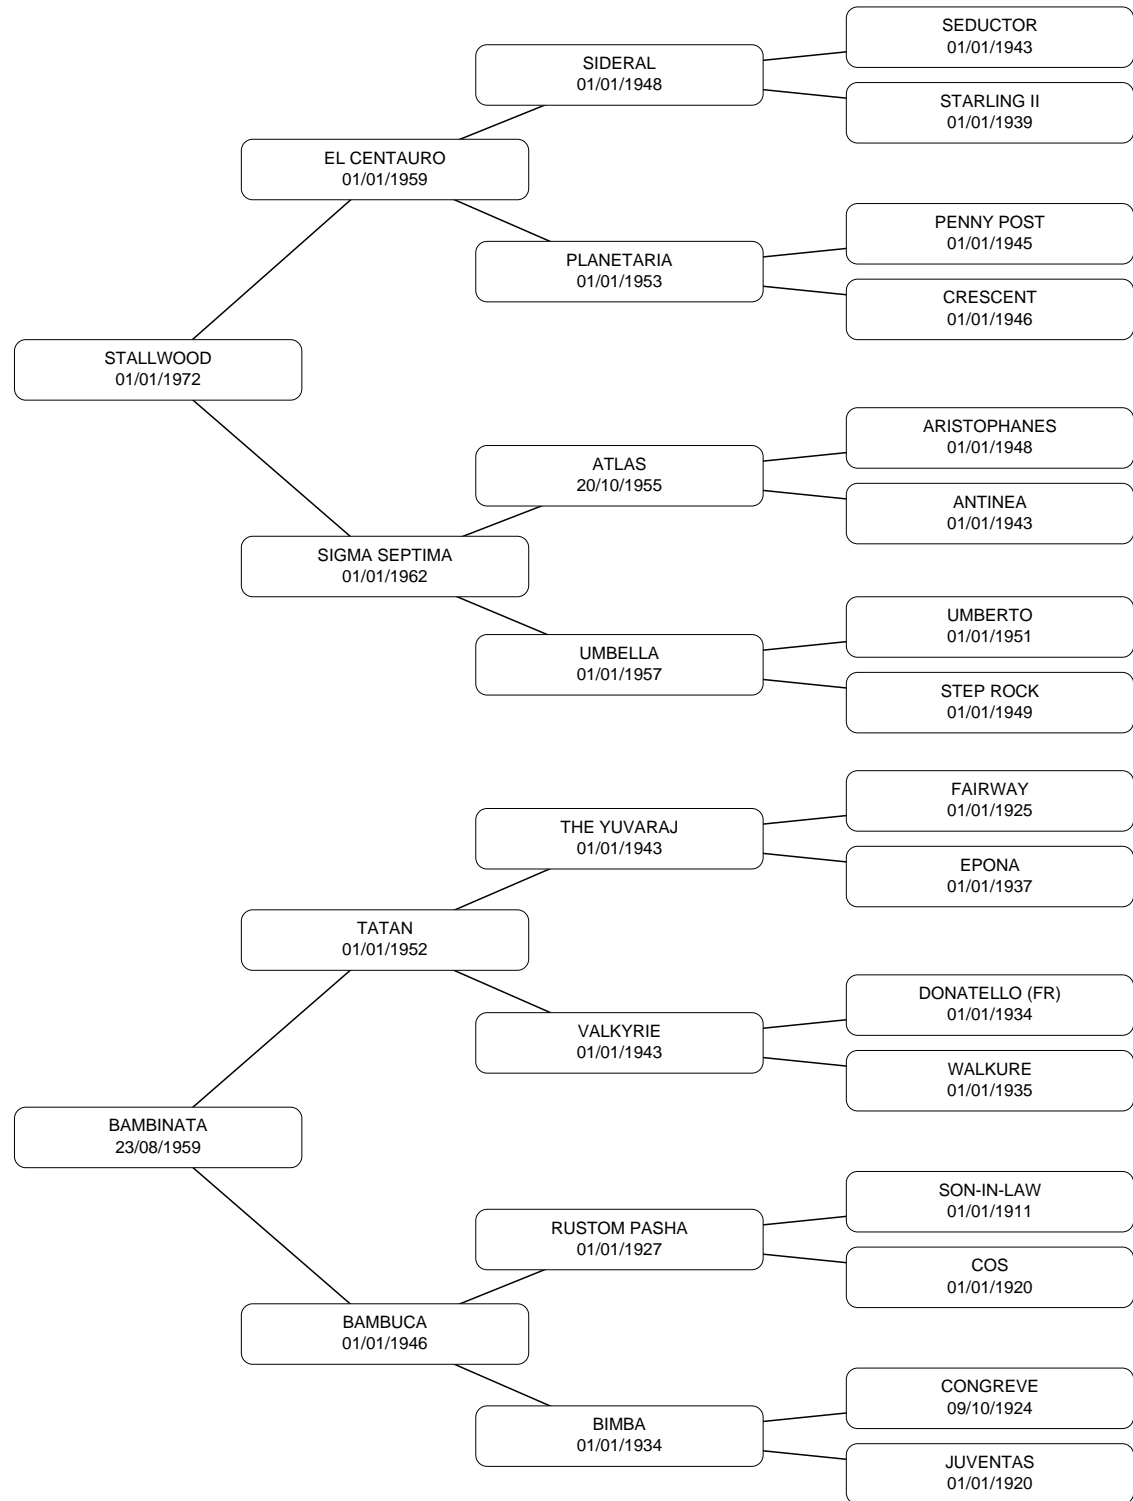 SEDUCTOR
01/01/1943
SIDERAL
01/01/1948
STARLING II
01/01/1939
EL CENTAURO
01/01/1959
PENNY POST
01/01/1945
PLANETARIA
01/01/1953
CRESCENT
01/01/1946
STALLWOOD
01/01/1972
ARISTOPHANES
01/01/1948
ATLAS
20/10/1955
ANTINEA
01/01/1943
SIGMA SEPTIMA
01/01/1962
UMBERTO
01/01/1951
UMBELLA
01/01/1957
STEP ROCK
01/01/1949
FAIRWAY
01/01/1925
THE YUVARAJ
01/01/1943
EPONA
01/01/1937
TATAN
01/01/1952
DONATELLO (FR)
01/01/1934
VALKYRIE
01/01/1943
WALKURE
01/01/1935
BAMBINATA
23/08/1959
SON-IN-LAW
01/01/1911
RUSTOM PASHA
01/01/1927
COS
01/01/1920
BAMBUCA
01/01/1946
CONGREVE
09/10/1924
BIMBA
01/01/1934
JUVENTAS
01/01/1920